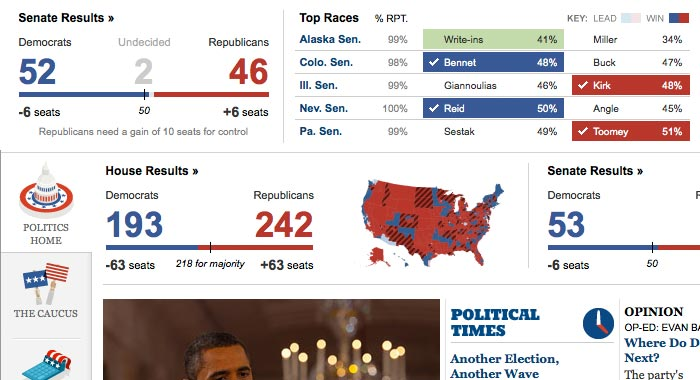 Senate Results »
Democrats Undecided Republicans
52 2 46
-6 seats 50 +6 seats
Republicans need a gain of 10 seats for control
Top Races % RPT. KEY: LEAD WIN
Alaska Sen. 99% Write-ins 41% Miller 34%
Colo. Sen. 98% Bennet 48% Buck 47%
Ill. Sen. 99% Giannoulias 46% Kirk 48%
Nev. Sen. 100% Reid 50% Angle 45%
Pa. Sen. 99% Sestak 49% Toomey 51%
POLITICS
HOME
THE CAUCUS
House Results »
Democrats Republicans
193 242
-63 seats 218 for majority +63 seats
Senate Results »
Democrats
53
-6 seats 50
POLITICAL
TIMES
Another Election,
Another Wave
OPINION
OP-ED: EVAN BA
Where Do D
Next?
The party's